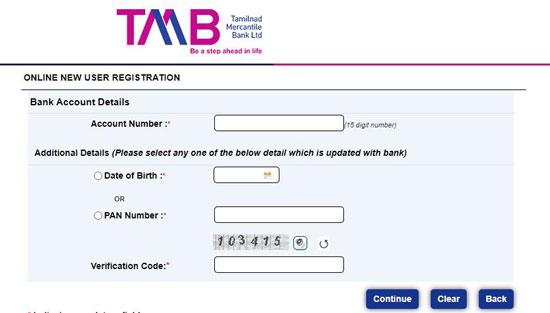 TMB Tamilnad
Mercantile
Bank Ltd
Be a step ahead in life
ONLINE NEW USER REGISTRATION
Bank Account Details
Account Number :* (15 digit number)
Additional Details (Please select any one of the below detail which is updated with bank)
Date of Birth :*
OR
PAN Number :*
103415
Verification Code:*
Continue Clear Back